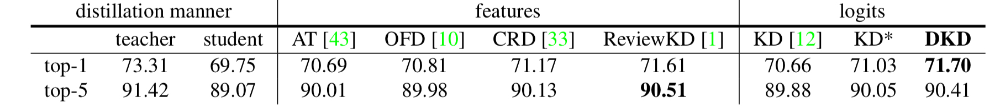 distillation manner features logits
teacher student AT [43] OFD [10] CRD [33] ReviewKD [1] KD [12] KD* DKD
top-1 73.31 69.75 70.69 70.81 71.17 71.61 70.66 71.03 71.70
top-5 91.42 89.07 90.01 89.98 90.13 90.51 89.88 90.05 90.41